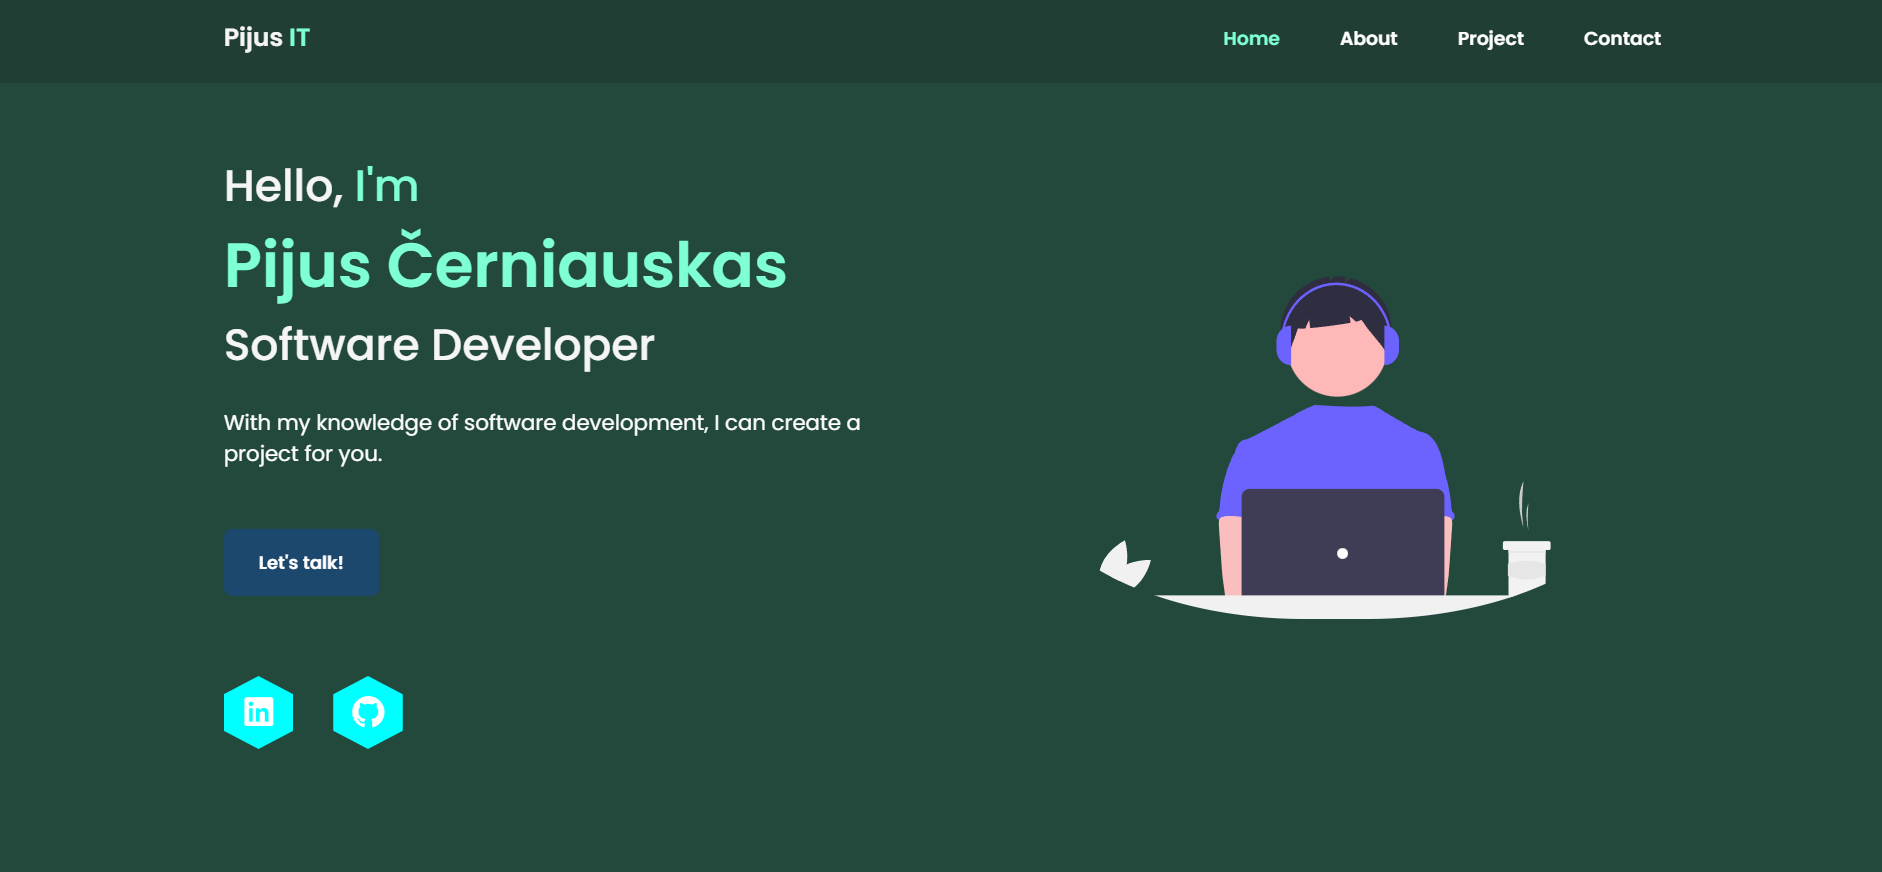 Pijus IT
Home
About
Project
Contact
Hello, I'm
Pijus Černiauskas
Software Developer
With my knowledge of software development, I can create a
project for you.
Let's talk!
in